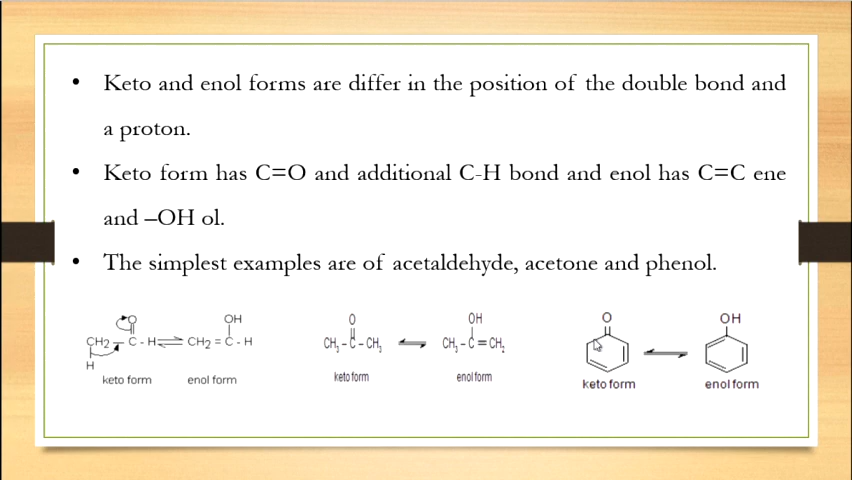 • Keto and enol forms are differ in the position of the double bond and
a proton.
• Keto form has C=O and additional C-H bond and enol has C=C ene
and –OH ol.
• The simplest examples are of acetaldehyde, acetone and phenol.
O
OH
CH2 — C - H ⇌ CH2 = C - H
H
keto form enol form
O
OH
CH3 - C - CH3 ⇌ CH3 - C = CH2
keto form enol form
O
OH
keto form enol form